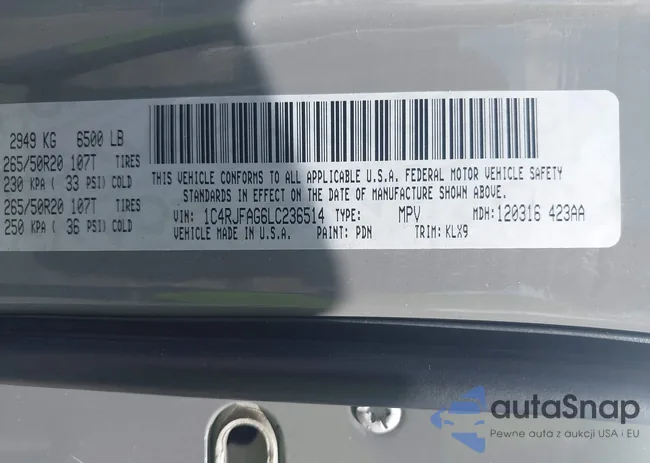 2949 KG 6500 LB
265/50R20 107T TIRES
230 KPA ( 33 PSI) COLD
265/50R20 107T TIRES
250 KPA ( 36 PSI) COLD
THIS VEHICLE CONFORMS TO ALL APPLICABLE U.S.A. FEDERAL MOTOR VEHICLE SAFETY
STANDARDS IN EFFECT ON THE DATE OF MANUFACTURE SHOWN ABOVE.
VIN: 1C4RJFAG6LC236514 TYPE: MPV MDH: 120316 423AA
VEHICLE MADE IN U.S.A. PAINT: PDN TRIM: KLX9
autaSnap
Pewne auta z aukcji USA i EU